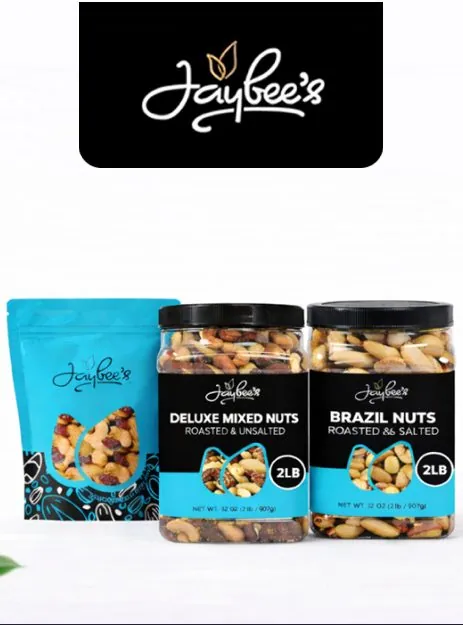 Jaybee's
Jaybee's
Jaybee's
DELUXE MIXED NUTS
ROASTED & UNSALTED
2LB
NET WT. 32 OZ (2 lb / 907g)
Jaybee's
BRAZIL NUTS
ROASTED & SALTED
2LB
NET WT. 32 OZ (2 lb / 907g)